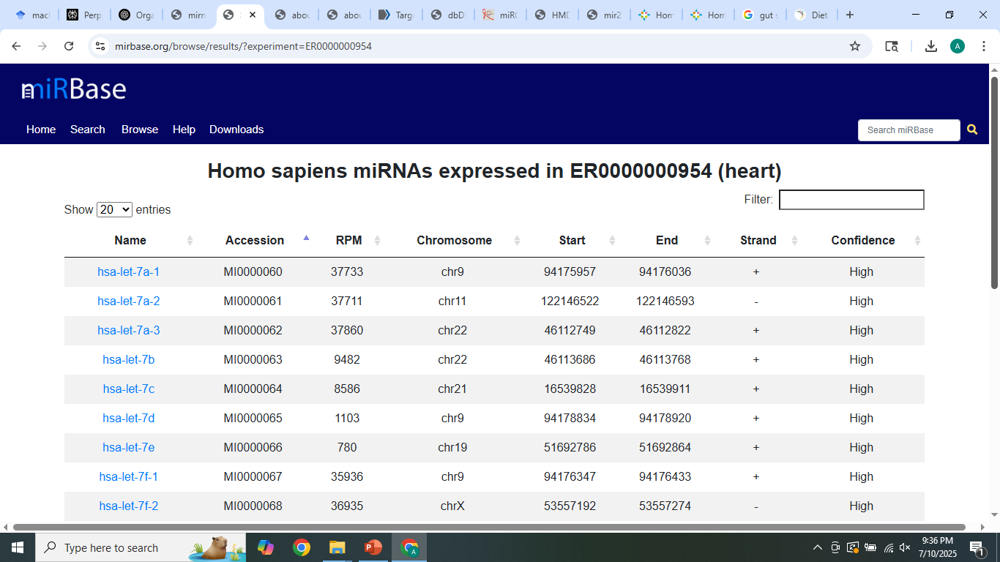 mach Perp Orga mirn abou abou Targ dbDI miRC HMD mir2 Hom Hom gut s Diet
mirbase.org/browse/results/?experiment=ER0000000954 A
miRBase
Home Search Browse Help Downloads Search miRBase
Homo sapiens miRNAs expressed in ER0000000954 (heart)
Show 20 entries Filter:
Name Accession RPM Chromosome Start End Strand Confidence
hsa-let-7a-1 MI0000060 37733 chr9 94175957 94176036 + High
hsa-let-7a-2 MI0000061 37711 chr11 122146522 122146593 - High
hsa-let-7a-3 MI0000062 37860 chr22 46112749 46112822 + High
hsa-let-7b MI0000063 9482 chr22 46113686 46113768 + High
hsa-let-7c MI0000064 8586 chr21 16539828 16539911 + High
hsa-let-7d MI0000065 1103 chr9 94178834 94178920 + High
hsa-let-7e MI0000066 780 chr19 51692786 51692864 + High
hsa-let-7f-1 MI0000067 35936 chr9 94176347 94176433 + High
hsa-let-7f-2 MI0000068 36935 chrX 53557192 53557274 - High
Type here to search 9:36 PM
7/10/2025 1